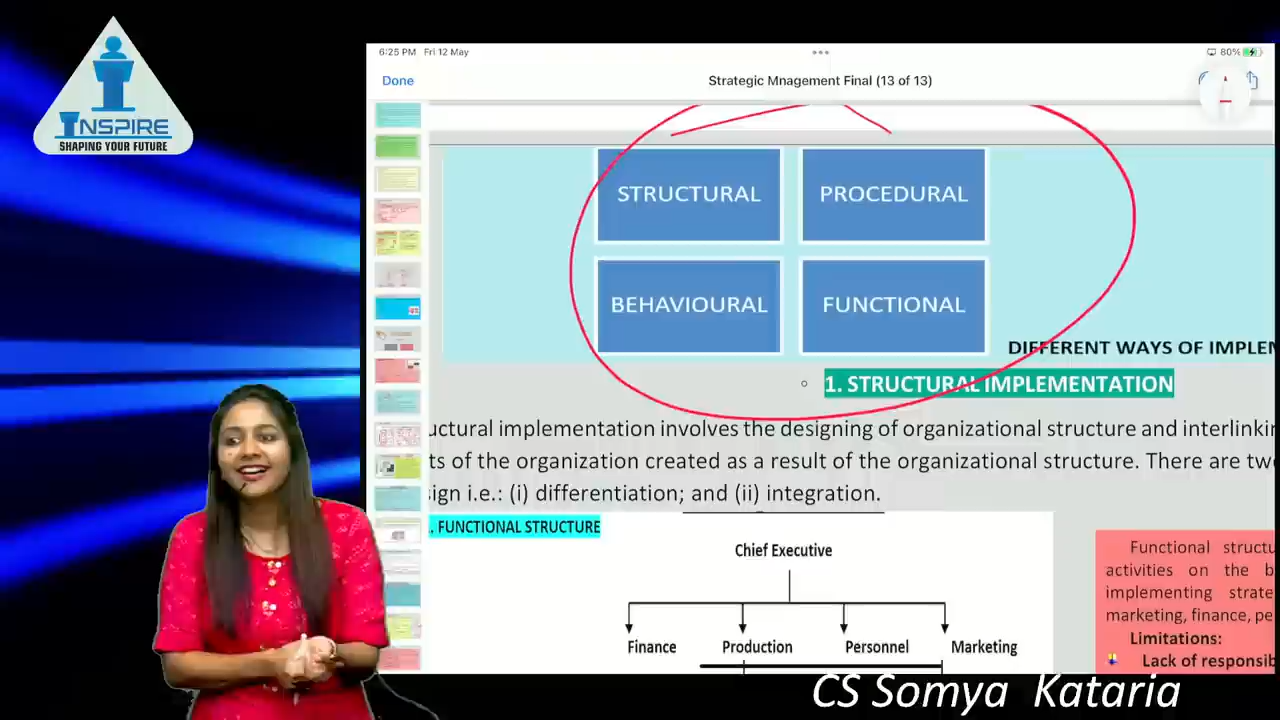 INSPIRE
SHAPING YOUR FUTURE
6:25 PM Fri 12 May
80%
Done
Strategic Mnagement Final (13 of 13)
STRUCTURAL
PROCEDURAL
BEHAVIOURAL
FUNCTIONAL
DIFFERENT WAYS OF IMPLEN
1. STRUCTURAL IMPLEMENTATION
uctural implementation involves the designing of organizational structure and interlinkin
ts of the organization created as a result of the organizational structure. There are two
sign i.e.: (i) differentiation; and (ii) integration.
. FUNCTIONAL STRUCTURE
Chief Executive
Finance Production Personnel Marketing
Functional structu
activities on the b
implementing strate
marketing, finance, pe
Limitations:
Lack of responsib
CS Somya Kataria